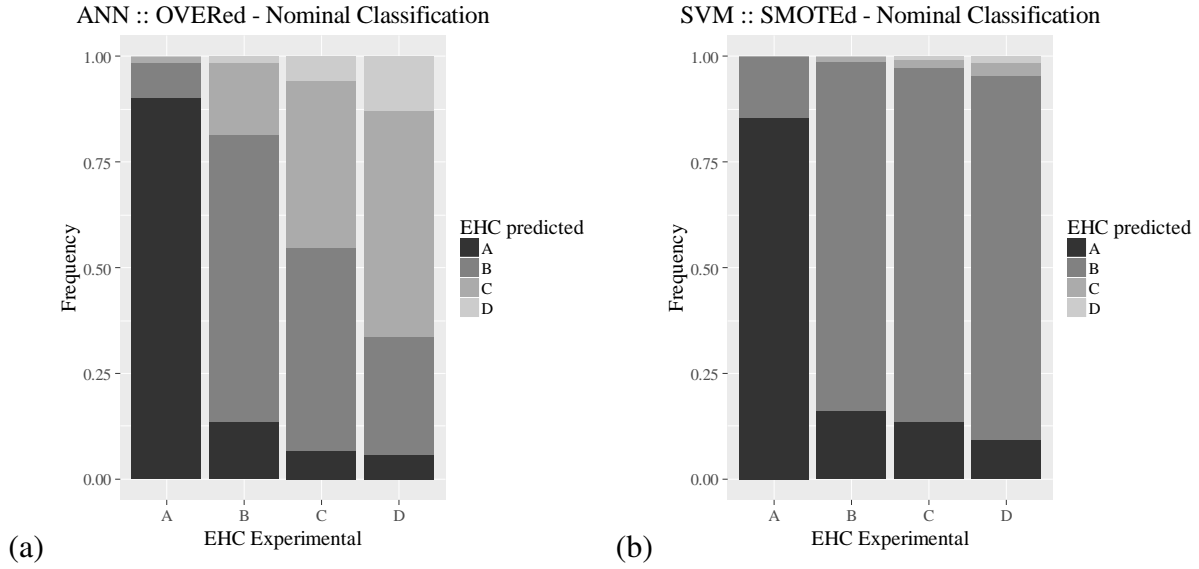 ANN :: OVERed - Nominal Classification
1.00
0.75
0.50
0.25
0.00
Frequency
A
B
C
D
EHC Experimental
EHC predicted
A
B
C
D
(a)
SVM :: SMOTEd - Nominal Classification
1.00
0.75
0.50
0.25
0.00
Frequency
A
B
C
D
EHC Experimental
EHC predicted
A
B
C
D
(b)